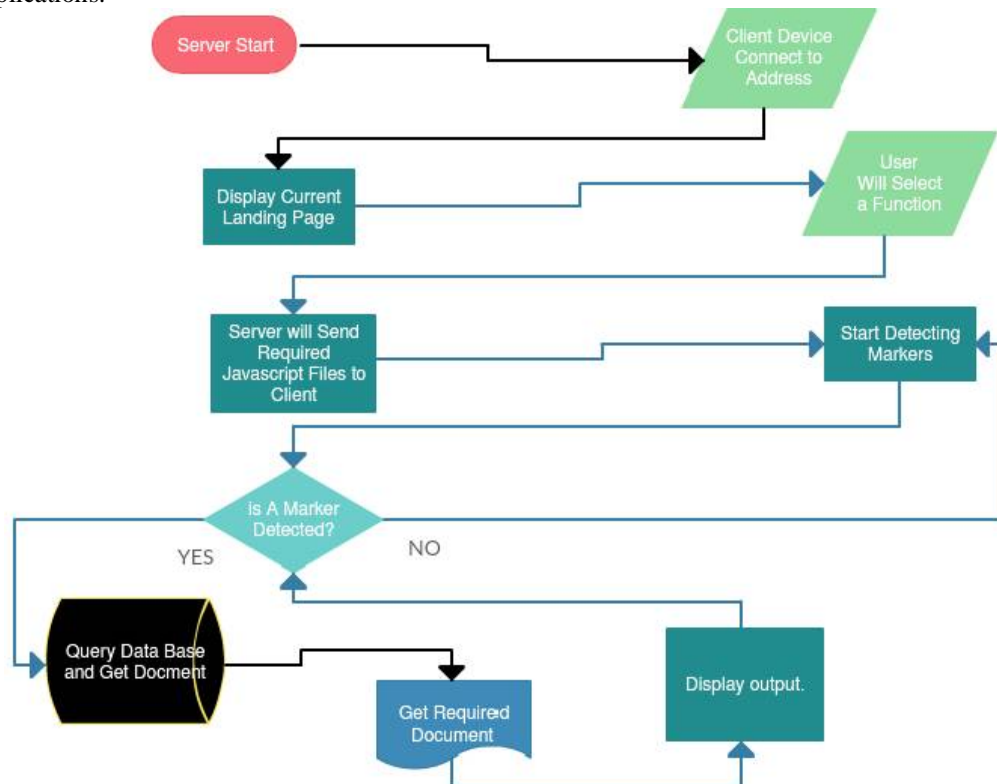 Server Start
Client Device
Connect to
Address
Display Current
Landing Page
User
Will Select
a Function
Server will Send
Required
Javascript Files to
Client
Start Detecting
Markers
Is A Marker
Detected?
YES
NO
Query Data Base
and Get Docment
Get Required
Document
Display output.